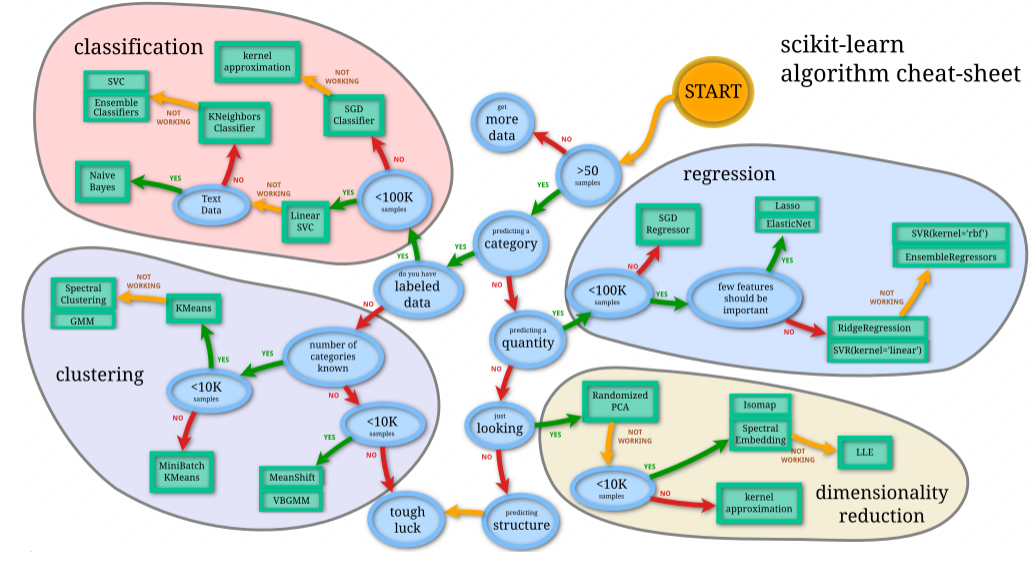 scikit-learn
algorithm cheat-sheet
START
get
more
data
NO
>50
samples
YES
predicting a
category
YES
NO
do you have
labeled
data
YES
NO
predicting a
quantity
YES
NO
just
looking
YES
NO
predicting
structure
tough
luck
classification
kernel
approximation
NOT
WORKING
SVC
Ensemble
Classifiers
NOT
WORKING
KNeighbors
Classifier
SGD
Classifier
NO
Naive
Bayes
YES
NO
Text
Data
NOT
WORKING
Linear
SVC
YES
<100K
samples
regression
SGD
Regressor
NO
<100K
samples
YES
Lasso
ElasticNet
YES
few features
should be
important
NO
SVR(kernel='rbf')
EnsembleRegressors
NOT
WORKING
RidgeRegression
SVR(kernel='linear')
clustering
Spectral
Clustering
GMM
NOT
WORKING
KMeans
YES
<10K
samples
NO
MiniBatch
KMeans
YES
number of
categories
known
NO
<10K
samples
YES
NO
MeanShift
VBGMM
dimensionality
reduction
Randomized
PCA
NOT
WORKING
<10K
samples
YES
NO
Isomap
Spectral
Embedding
NOT
WORKING
LLE
kernel
approximation